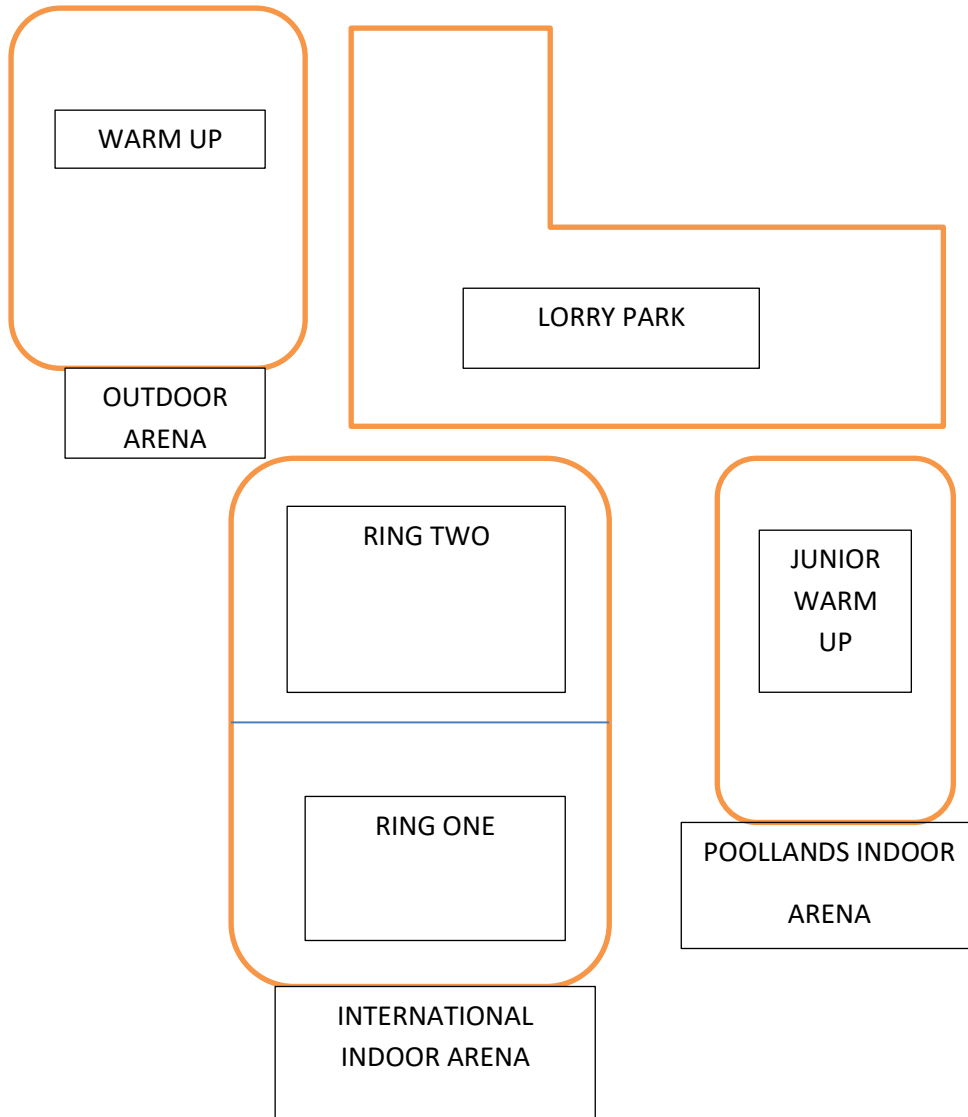 WARM UP
LORRY PARK
OUTDOOR
ARENA
RING TWO
JUNIOR
WARM
UP
RING ONE
POOLLANDS INDOOR
ARENA
INTERNATIONAL
INDOOR ARENA